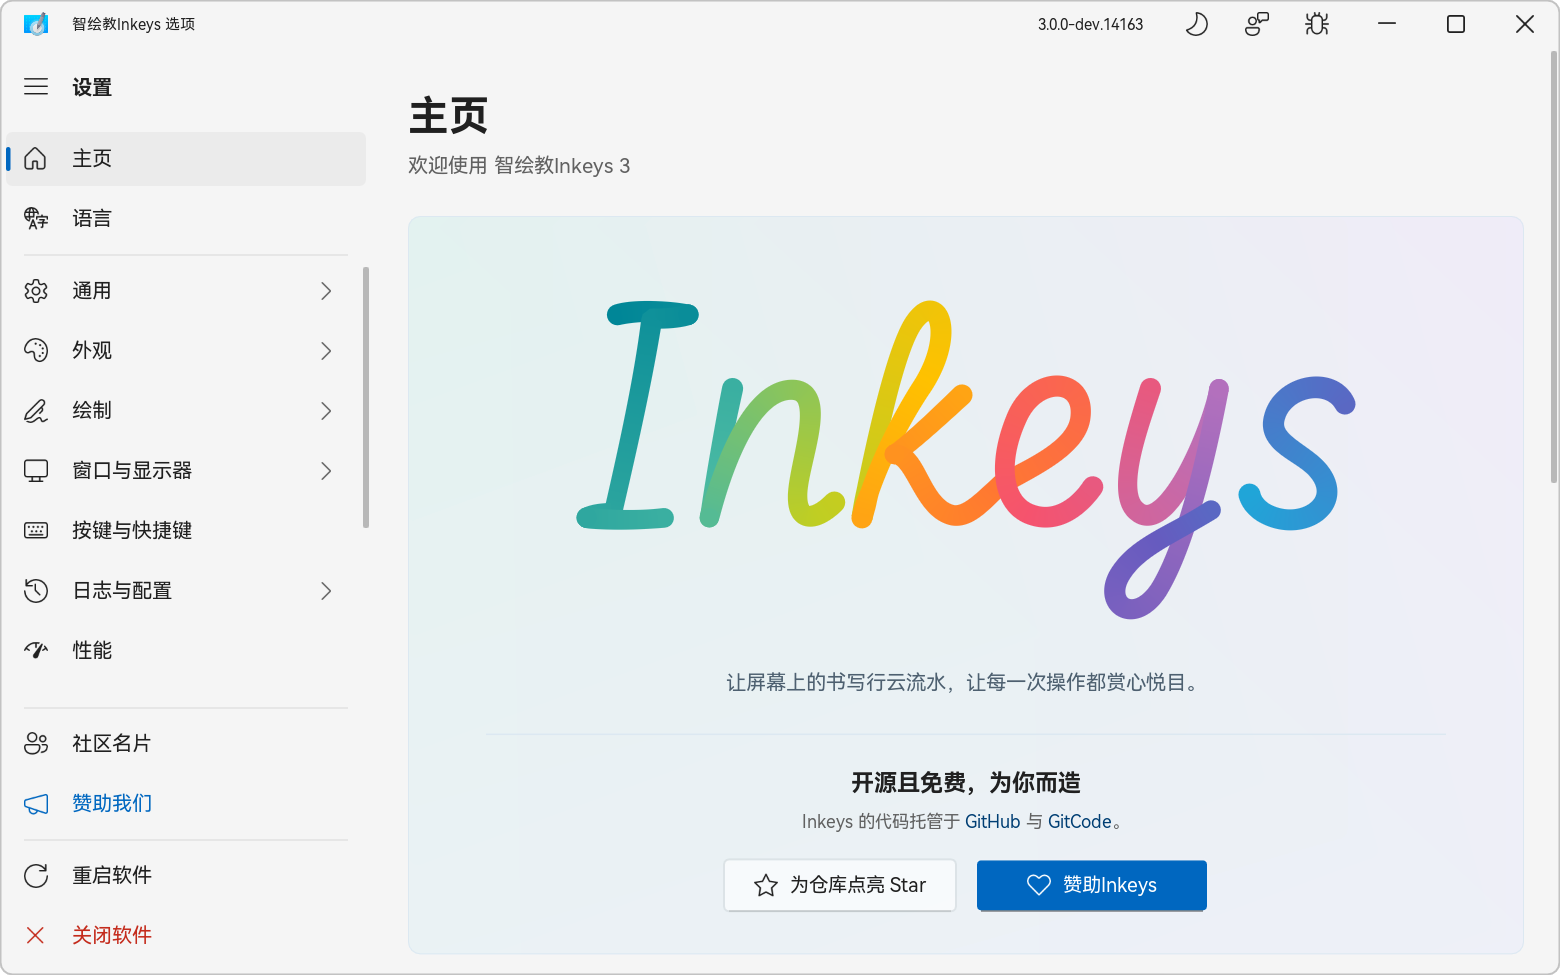 智绘教Inkeys 选项
3.0.0-dev.14163
设置
主页
语言
通用
外观
绘制
窗口与显示器
按键与快捷键
日志与配置
性能
社区名片
赞助我们
重启软件
关闭软件
主页
欢迎使用 智绘教Inkeys 3
Inkeys
让屏幕上的书写行云流水，让每一次操作都赏心悦目。
开源且免费，为你而造
Inkeys 的代码托管于 GitHub 与 GitCode。
为仓库点亮 Star
赞助Inkeys